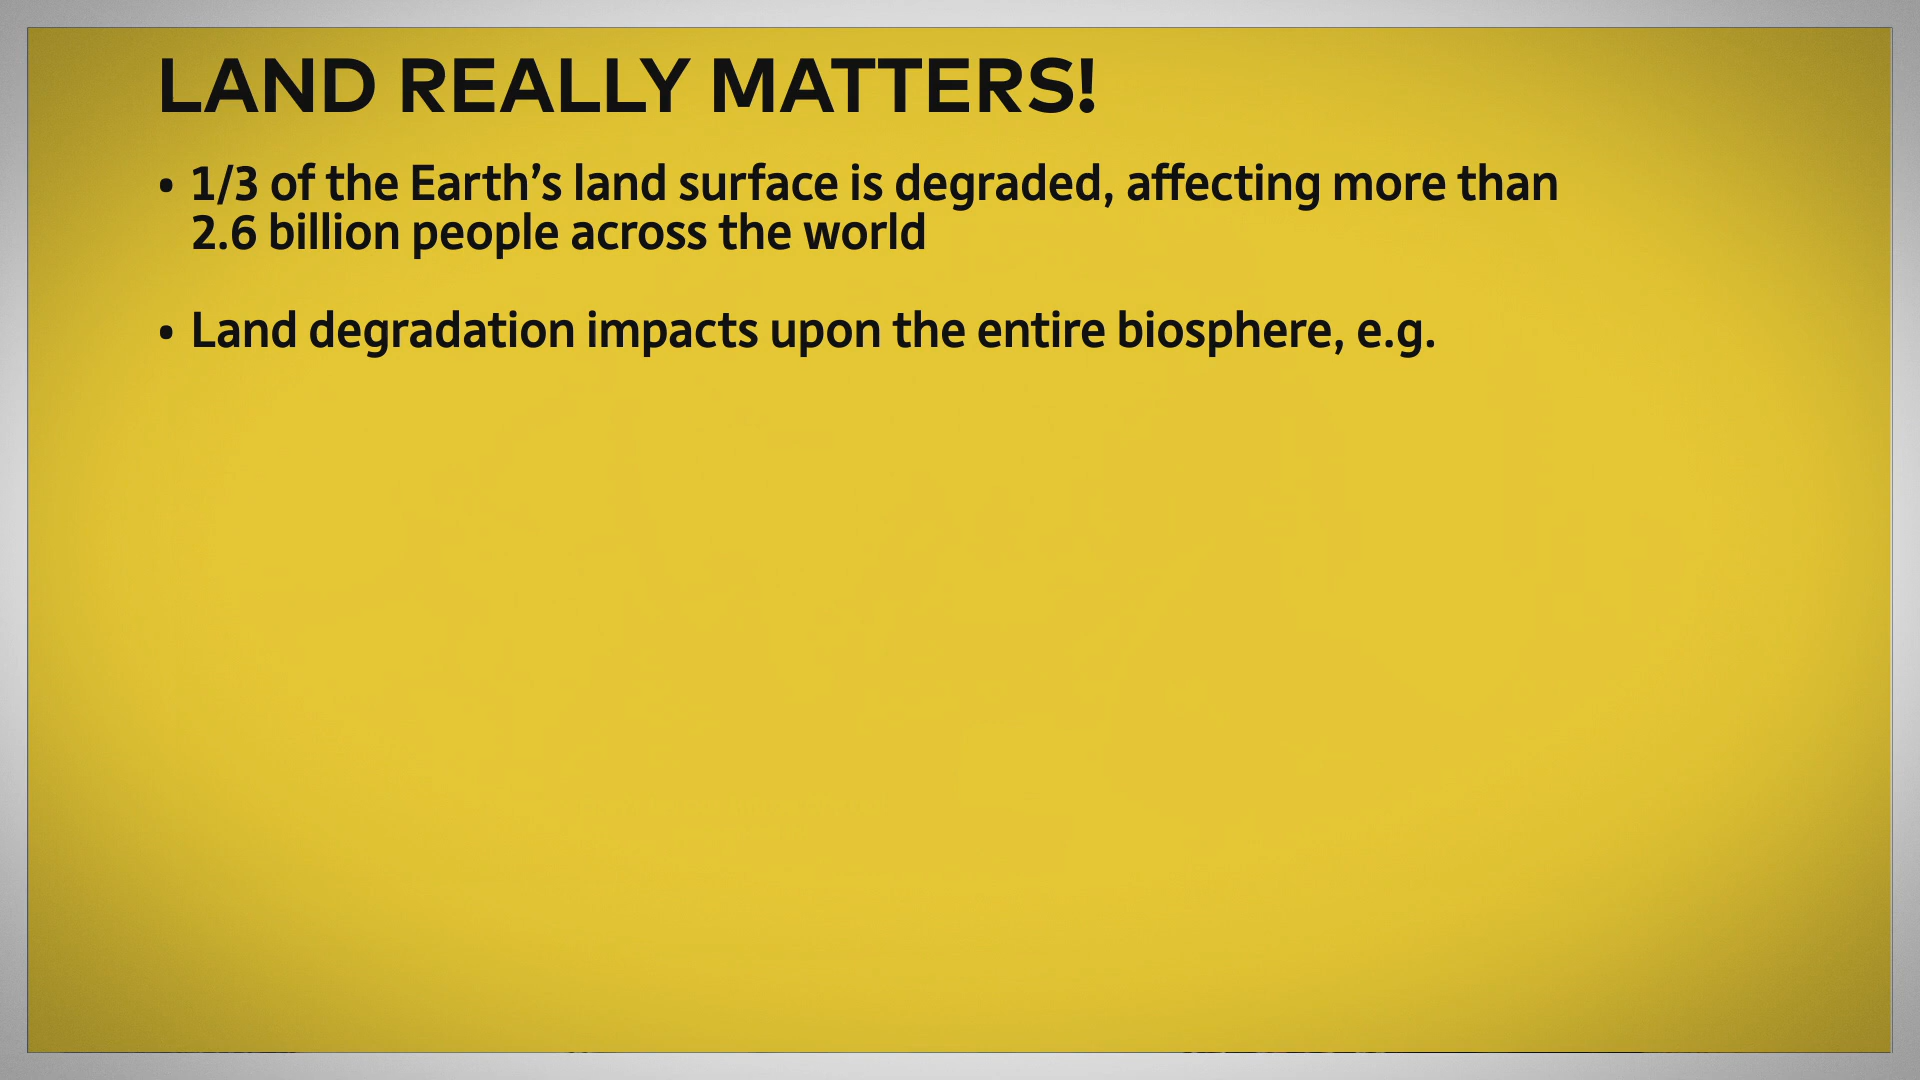 LAND REALLY MATTERS!
• 1/3 of the Earth’s land surface is degraded, affecting more than
2.6 billion people across the world
• Land degradation impacts upon the entire biosphere, e.g.